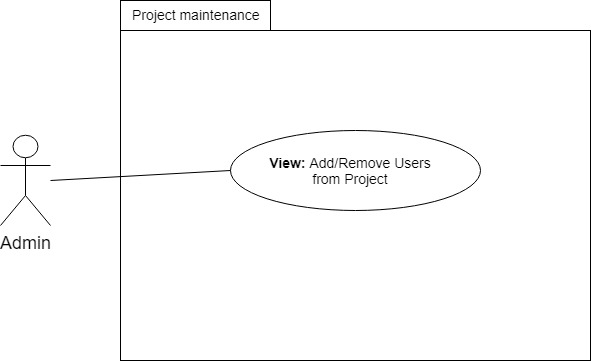 Project maintenance
View: Add/Remove Users
from Project
Admin